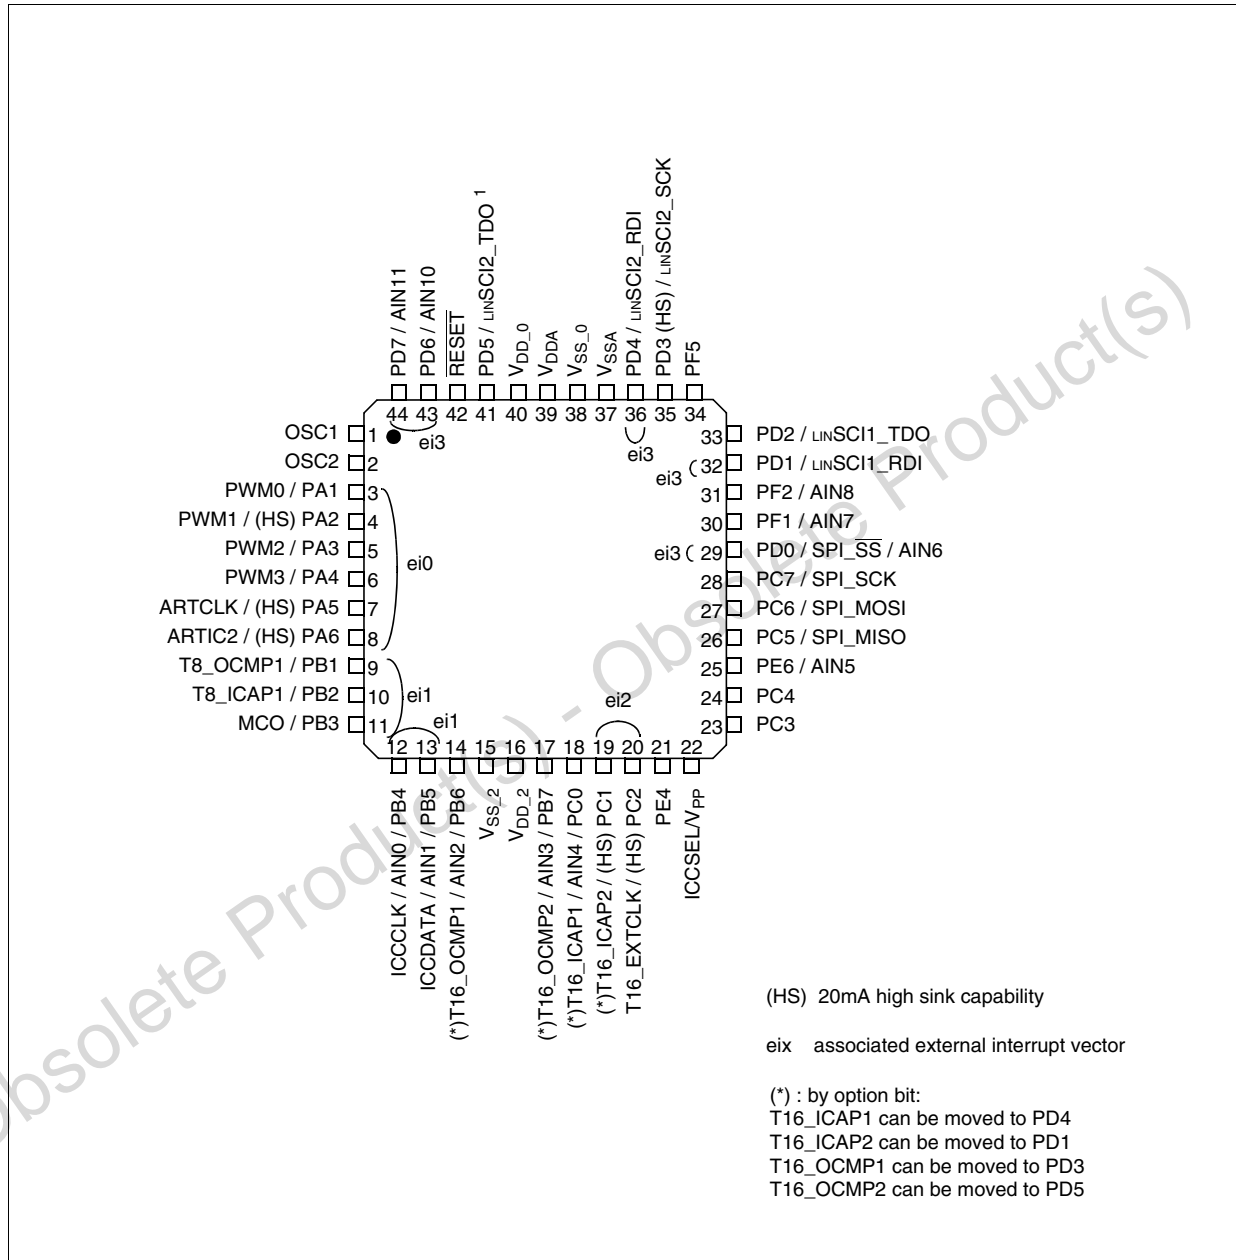 PD7 / AIN11
PD6 / AIN10
RESET
PD5 / LINSCI2_TDO 1
VDD_0
VDDA
VSS_0
VSSA
PD4 / LINSCI2_RDI
PD3 (HS) / LINSCI2_SCK
PF5
44 43 42 41 40 39 38 37 36 35 34
ei3
ei3
OSC1 1
OSC2 2
PWM0 / PA1 3
PWM1 / (HS) PA2 4
PWM2 / PA3 5
PWM3 / PA4 6
ARTCLK / (HS) PA5 7
ARTIC2 / (HS) PA6 8
T8_OCMP1 / PB1 9
T8_ICAP1 / PB2 10
MCO / PB3 11
ei0
ei1
ei1
ei2
33 PD2 / LINSCI1_TDO
ei3 32 PD1 / LINSCI1_RDI
31 PF2 / AIN8
30 PF1 / AIN7
ei3 29 PD0 / SPI_SS / AIN6
28 PC7 / SPI_SCK
27 PC6 / SPI_MOSI
26 PC5 / SPI_MISO
25 PE6 / AIN5
24 PC4
23 PC3
12 13 14 15 16 17 18 19 20 21 22
ICCCLK / AIN0 / PB4
ICCDATA / AIN1 / PB5
(*)T16_OCMP1 / AIN2 / PB6
VSS_2
VDD_2
(*)T16_OCMP2 / AIN3 / PB7
(*)T16_ICAP1 / AIN4 / PC0
(*)T16_ICAP2 / (HS) PC1
T16_EXTCLK / (HS) PC2
PE4
ICCSEL/VPP
(HS) 20mA high sink capability
eix associated external interrupt vector
(*) : by option bit:
T16_ICAP1 can be moved to PD4
T16_ICAP2 can be moved to PD1
T16_OCMP1 can be moved to PD3
T16_OCMP2 can be moved to PD5
Obsolete Product(s) - Obsolete Product(s)